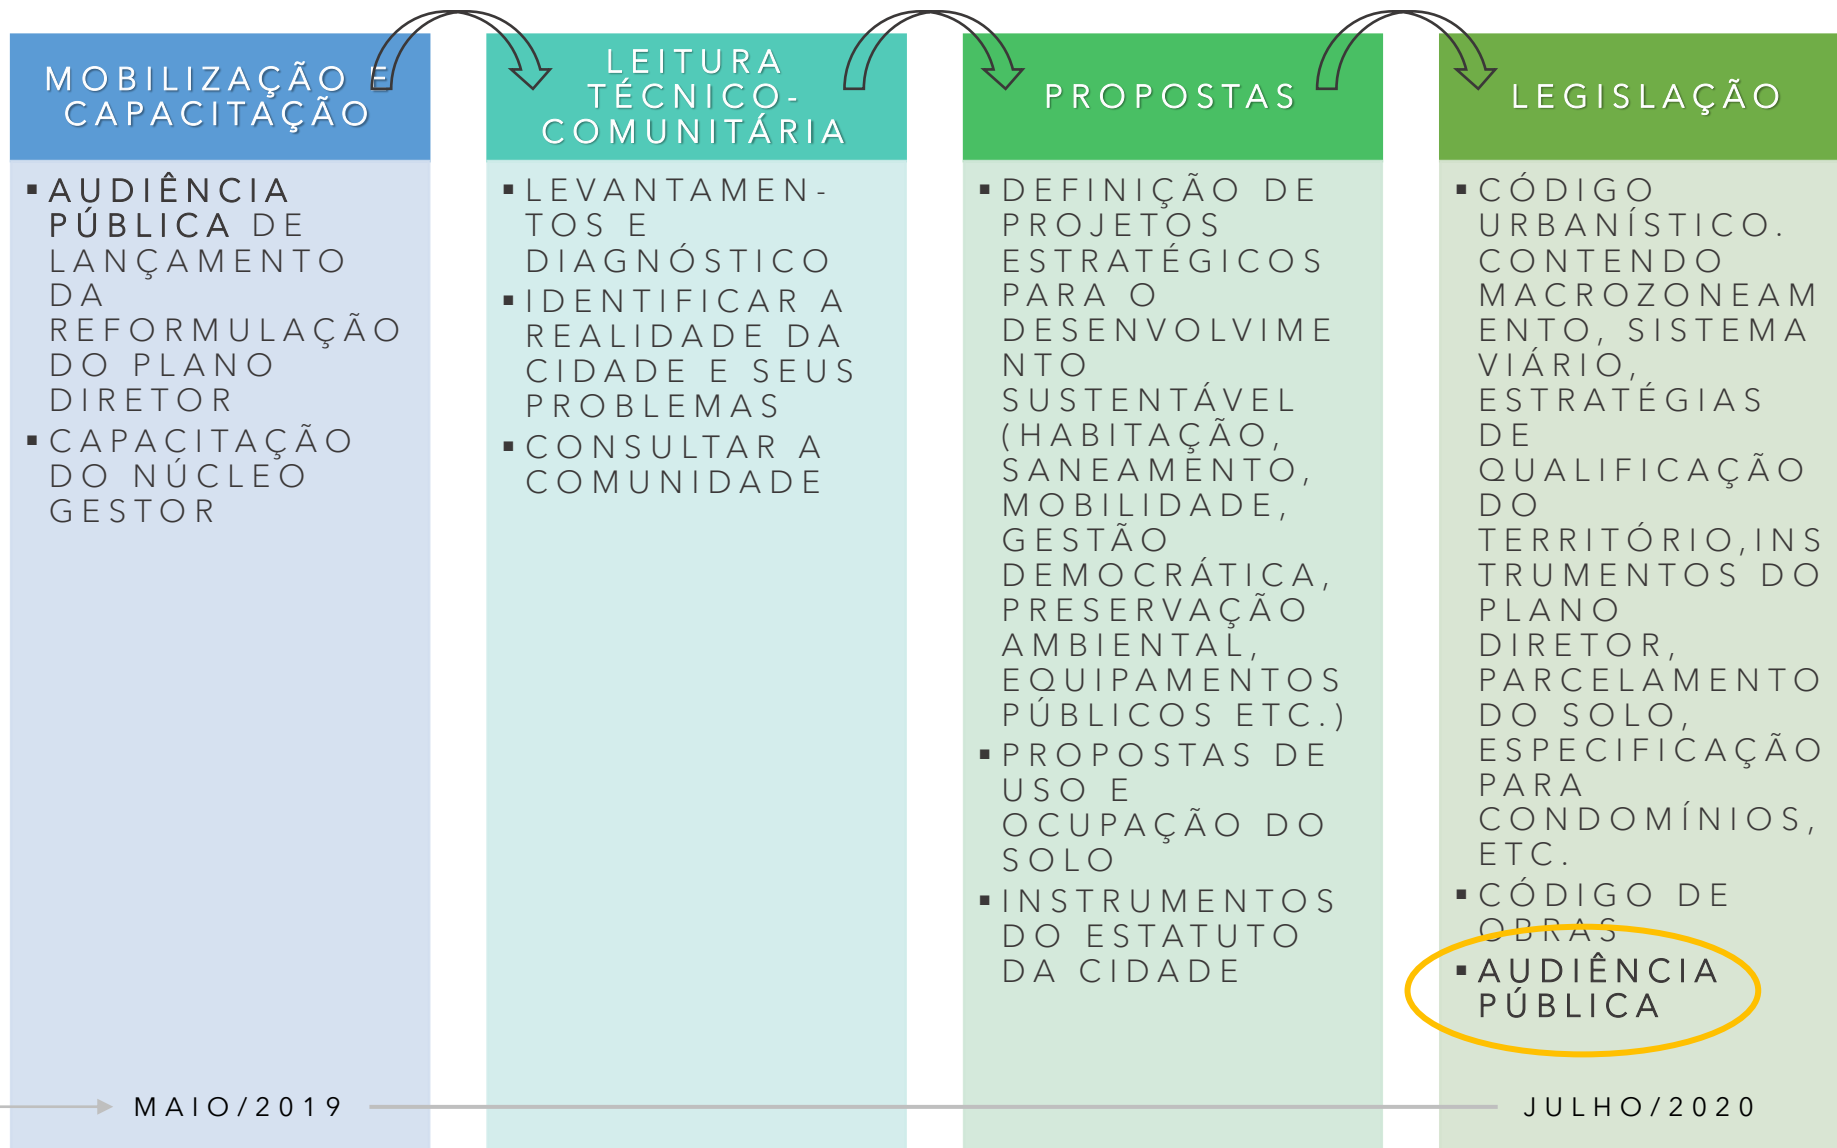 MOBILIZAÇÃO E
CAPACITAÇÃO
▪AUDIÊNCIA
PÚBLICA DE
LANÇAMENTO
DA
REFORMULAÇÃO
DO PLANO
DIRETOR
▪CAPACITAÇÃO
DO NÚCLEO
GESTOR
LEITURA
TÉCNICO-
COMUNITÁRIA
▪LEVANTAMEN-
TOS E
DIAGNÓSTICO
▪IDENTIFICAR A
REALIDADE DA
CIDADE E SEUS
PROBLEMAS
▪CONSULTAR A
COMUNIDADE
PROPOSTAS
▪DEFINIÇÃO DE
PROJETOS
ESTRATÉGICOS
PARA O
DESENVOLVIME
NTO
SUSTENTÁVEL
(HABITAÇÃO,
SANEAMENTO,
MOBILIDADE,
GESTÃO
DEMOCRÁTICA,
PRESERVAÇÃO
AMBIENTAL,
EQUIPAMENTOS
PÚBLICOS ETC.)
▪PROPOSTAS DE
USO E
OCUPAÇÃO DO
SOLO
▪INSTRUMENTOS
DO ESTATUTO
DA CIDADE
LEGISLAÇÃO
▪CÓDIGO
URBANÍSTICO.
CONTENDO
MACROZONEAM
ENTO, SISTEMA
VIÁRIO,
ESTRATÉGIAS
DE
QUALIFICAÇÃO
DO
TERRITÓRIO,INS
TRUMENTOS DO
PLANO
DIRETOR,
PARCELAMENTO
DO SOLO,
ESPECIFICAÇÃO
PARA
CONDOMÍNIOS,
ETC.
▪CÓDIGO DE
OBRAS
▪AUDIÊNCIA
PÚBLICA
MAIO/2019
JULHO/2020